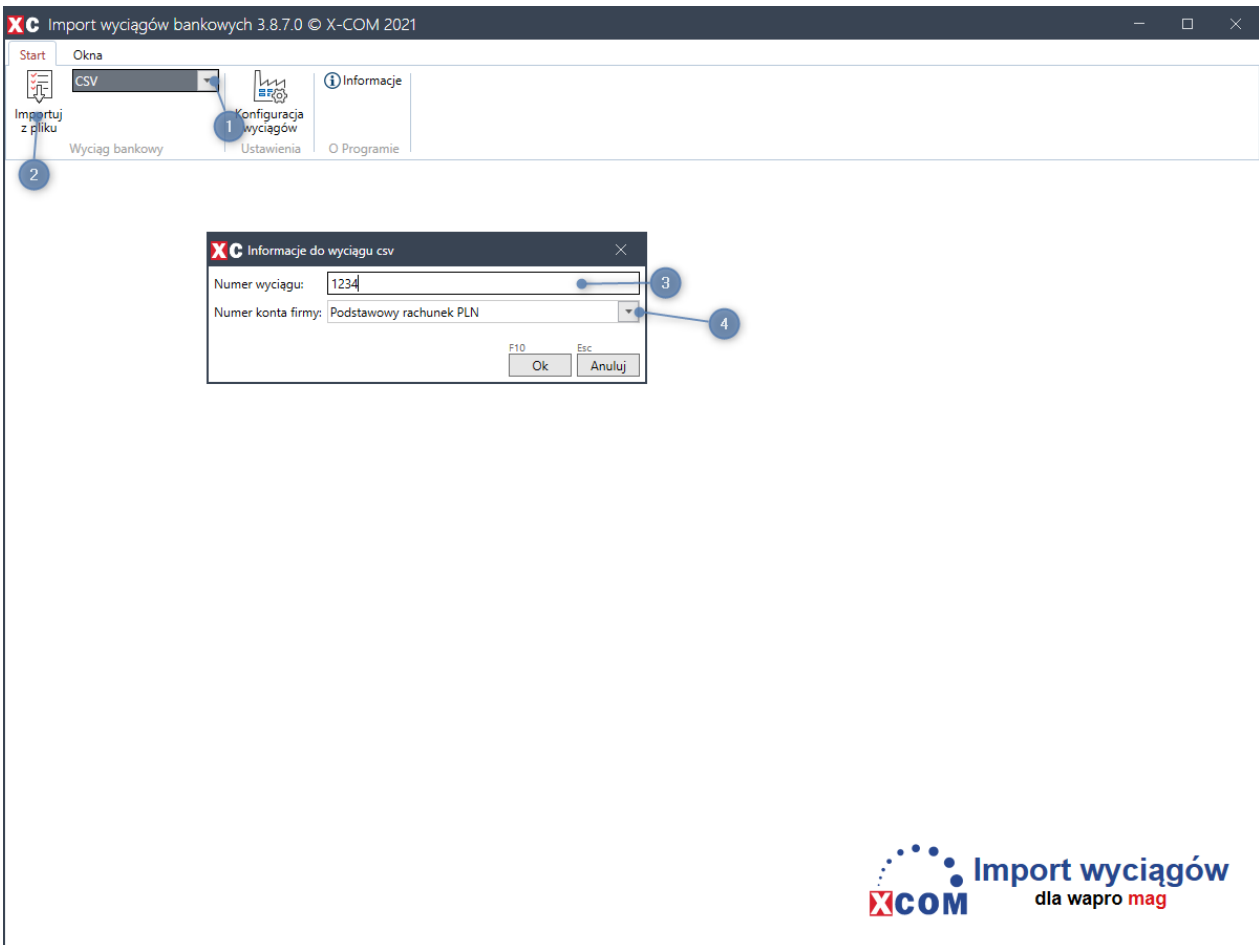 XC Import wyciągów bankowych 3.8.7.0 © X-COM 2021
Start Okna
CSV
Importuj
z pliku
Wyciąg bankowy
Konfiguracja
wyciągów
Ustawienia
Informacje
O Programie
1
2
XC Informacje do wyciągu csv
Numer wyciągu: 1234
3
Numer konta firmy: Podstawowy rachunek PLN
4
F10 Esc
Ok Anuluj
XCOM
Import wyciągów
dla wapro mag